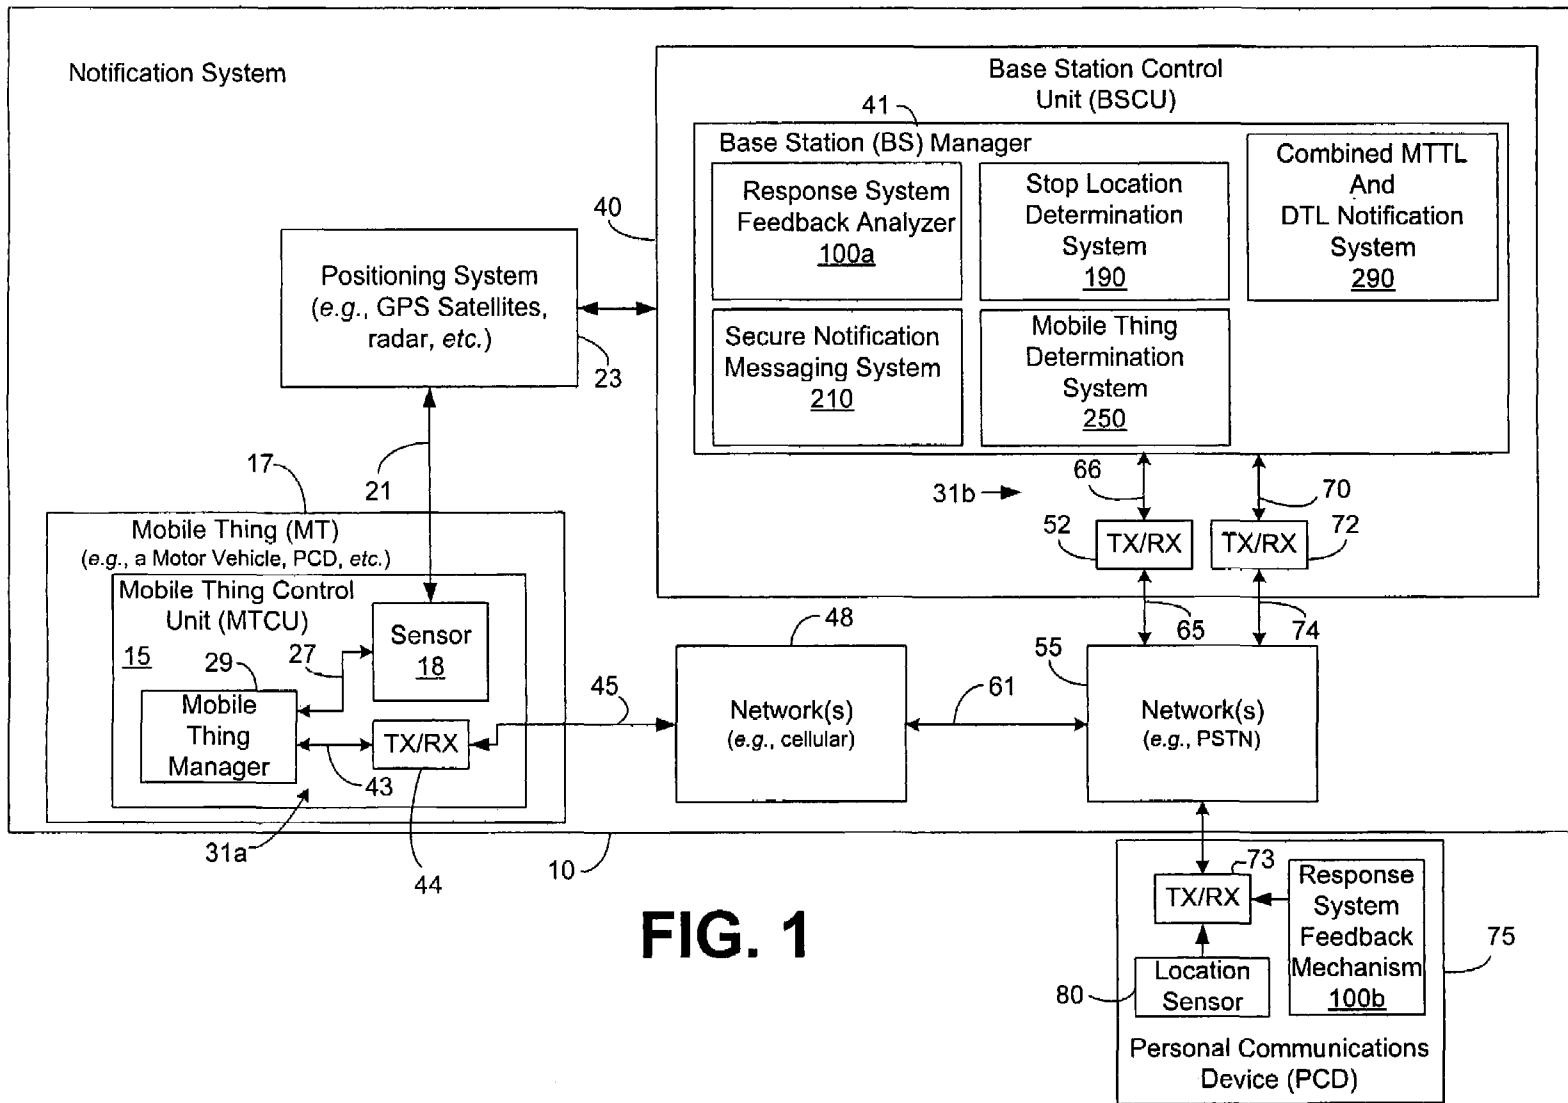 Notification System
Base Station Control
Unit (BSCU)
41
Base Station (BS) Manager
Response System
Feedback Analyzer
100a
Stop Location
Determination
System
190
Combined MTTL
And
DTL Notification
System
290
Secure Notification
Messaging System
210
Mobile Thing
Determination
System
250
40
Positioning System
(e.g., GPS Satellites,
radar, etc.)
23
21
17
31b
66
70
52
TX/RX
TX/RX
72
65
74
Mobile Thing (MT)
(e.g., a Motor Vehicle, PCD, etc.)
Mobile Thing Control
Unit (MTCU)
15
Sensor
18
27
29
Mobile
Thing
Manager
43
TX/RX
44
31a
45
48
Network(s)
(e.g., cellular)
61
55
Network(s)
(e.g., PSTN)
10
FIG. 1
73
TX/RX
Response
System
Feedback
Mechanism
100b
75
80
Location
Sensor
Personal Communications
Device (PCD)